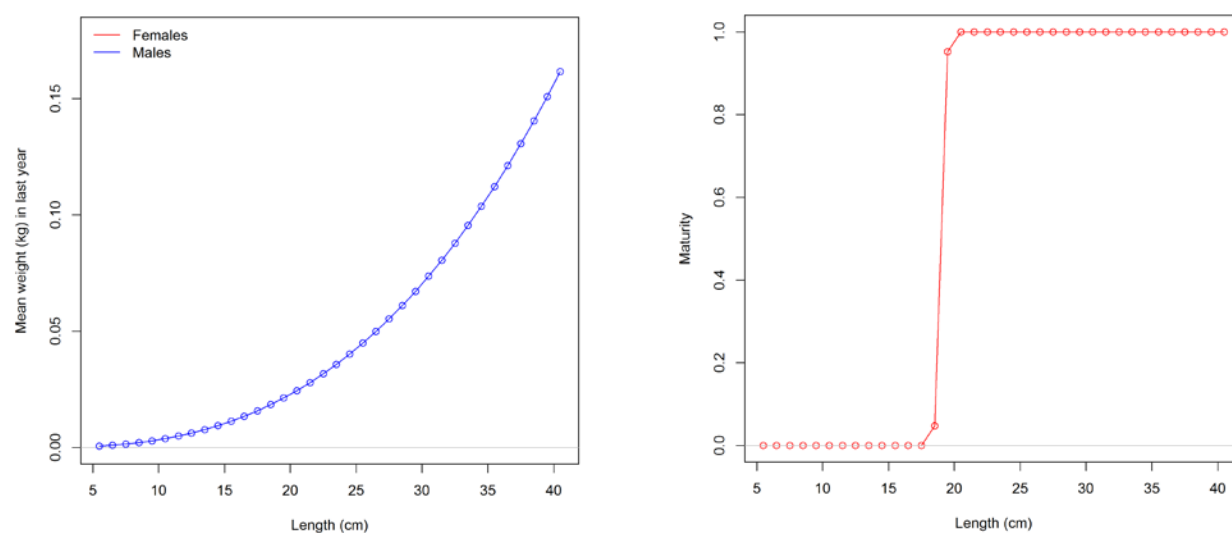 Females
Males
0.15
0.10
0.05
0.00
Mean weight (kg) in last year
5 10 15 20 25 30 35 40
Length (cm)
1.0
0.8
0.6
0.4
0.2
0.0
Maturity
5 10 15 20 25 30 35 40
Length (cm)